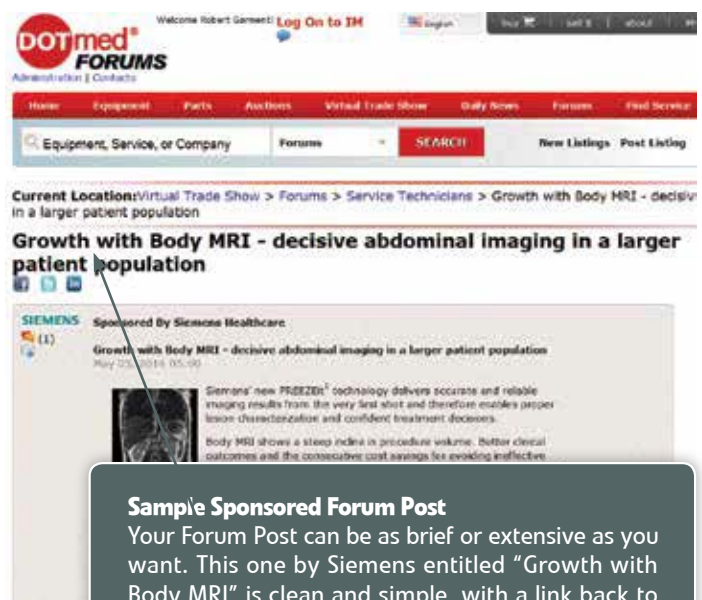 Welcome Robert Garment! Log On to IM
English
buy
sell $
about
DOTmed®
FORUMS
Administration | Contacts
Home Equipment Parts Auctions Virtual Trade Show Daily News Forums Find Service
Equipment, Service, or Company
Forums
SEARCH
New Listings Post Listing
Current Location:Virtual Trade Show > Forums > Service Technicians > Growth with Body MRI - decisiv
in a larger patient population
Growth with Body MRI - decisive abdominal imaging in a larger
patient population
SIEMENS
(1)
Sponsored By Siemens Healthcare
Growth with Body MRI - decisive abdominal imaging in a larger patient population
Siemens' new FREEZEit technology delivers accurate and reliable
imaging results from the very first shot and therefore enables proper
lesion characterization and confident treatment decisions.
Body MRI shows a steep incline in procedure volume. Better clinical
outcomes and the consecutive cost savings for avoiding ineffective
Sample Sponsored Forum Post
Your Forum Post can be as brief or extensive as you
want. This one by Siemens entitled “Growth with
Body MRI” is clean and simple, with a link back to